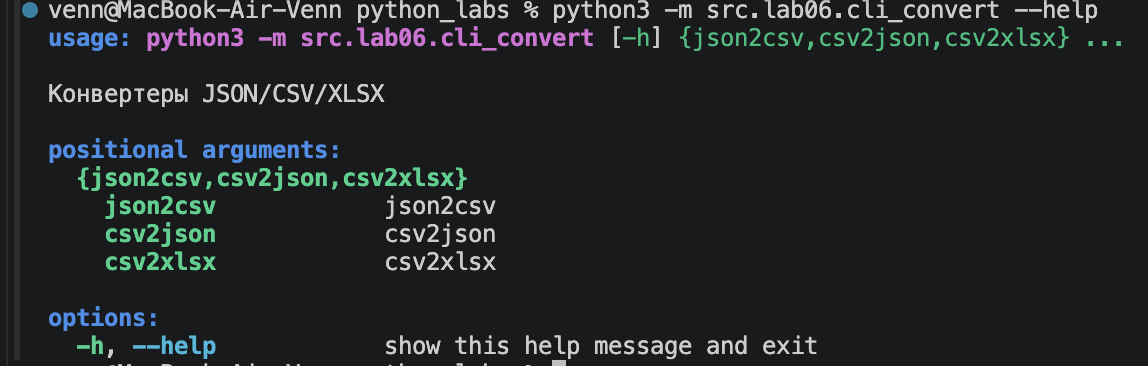 venn@MacBook-Air-Venn python_labs % python3 -m src.lab06.cli_convert --help
usage: python3 -m src.lab06.cli_convert [-h] {json2csv,csv2json,csv2xlsx} ...
Конвертеры JSON/CSV/XLSX
positional arguments:
{json2csv,csv2json,csv2xlsx}
json2csv json2csv
csv2json csv2json
csv2xlsx csv2xlsx
options:
-h, --help show this help message and exit